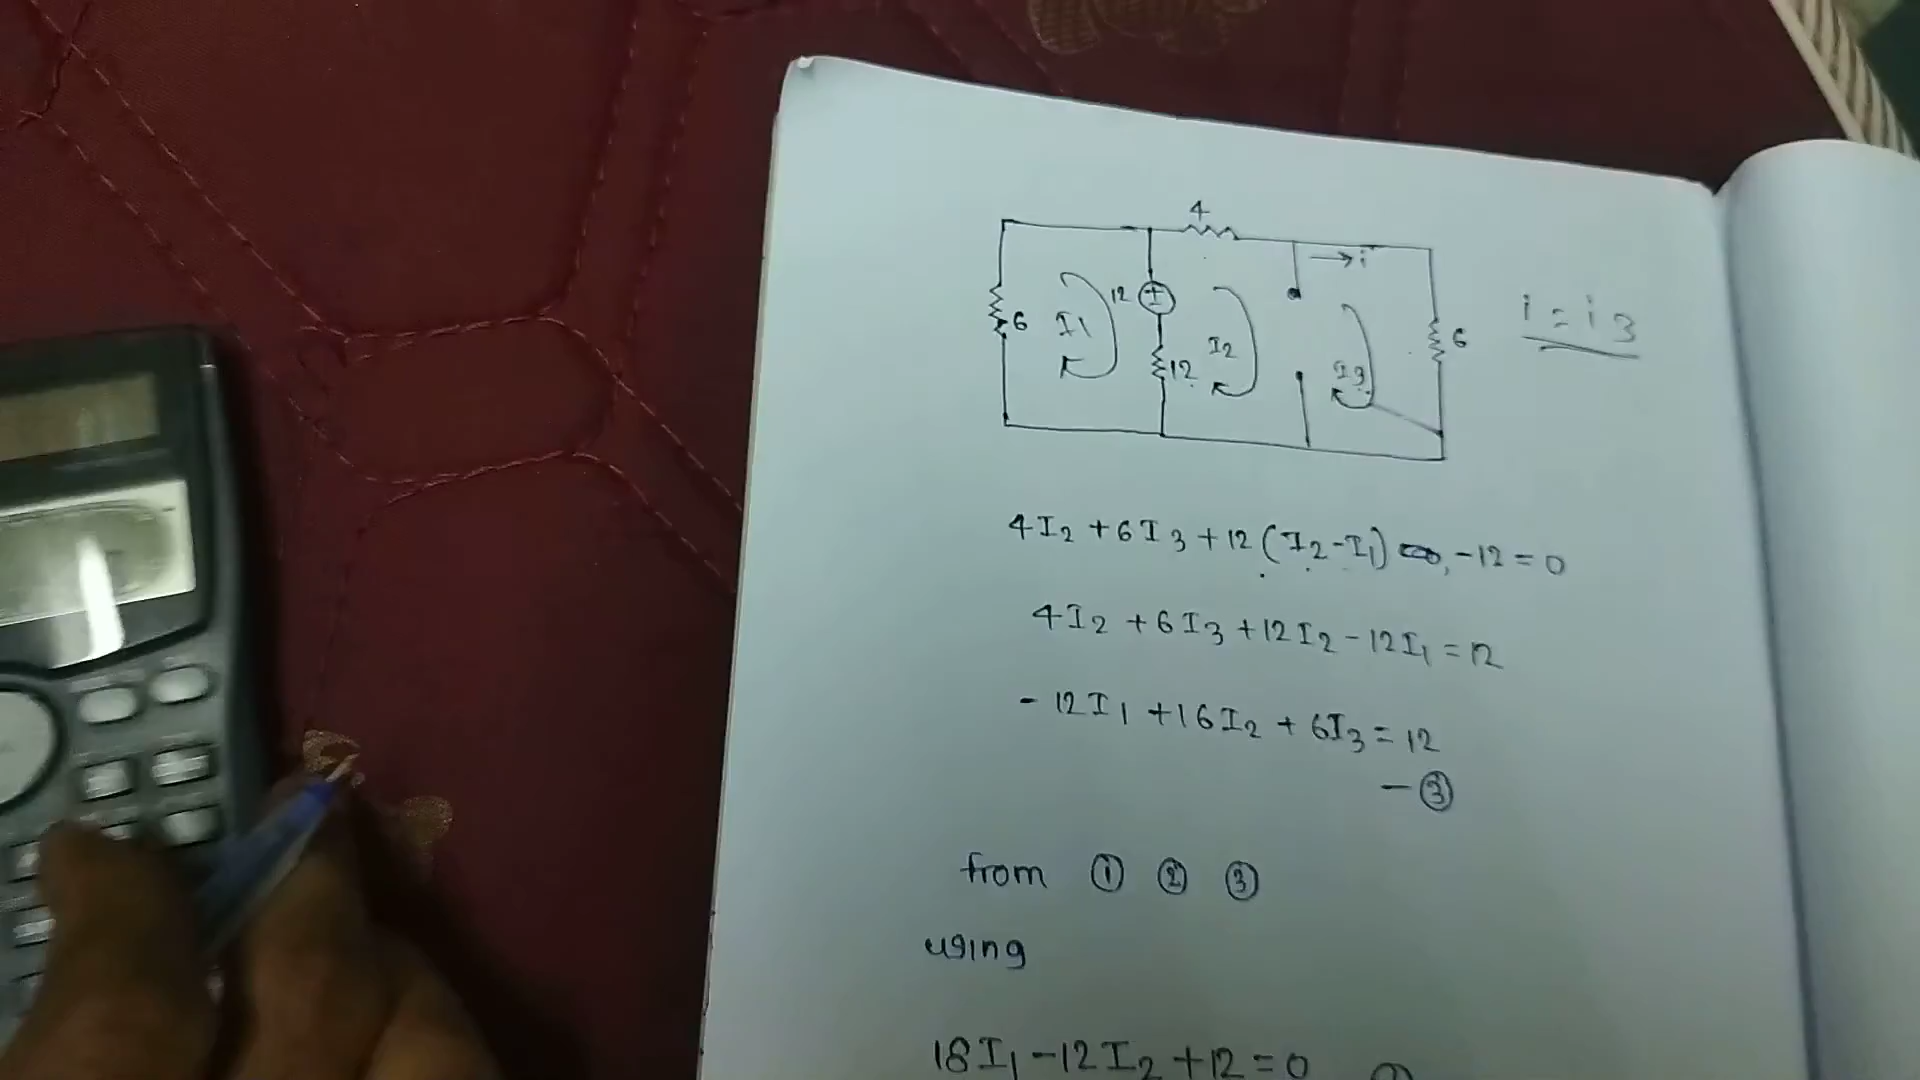 4
→ i
12 +
6
I1
12
I2
I3
6
i = i3
4I2 + 6I3 + 12 (I2 - I1) - 12 = 0
4I2 + 6I3 + 12I2 - 12I1 = 12
- 12I1 + 16I2 + 6I3 = 12
- ③
from ① ② ③
using
18I1 - 12I2 + 12 = 0